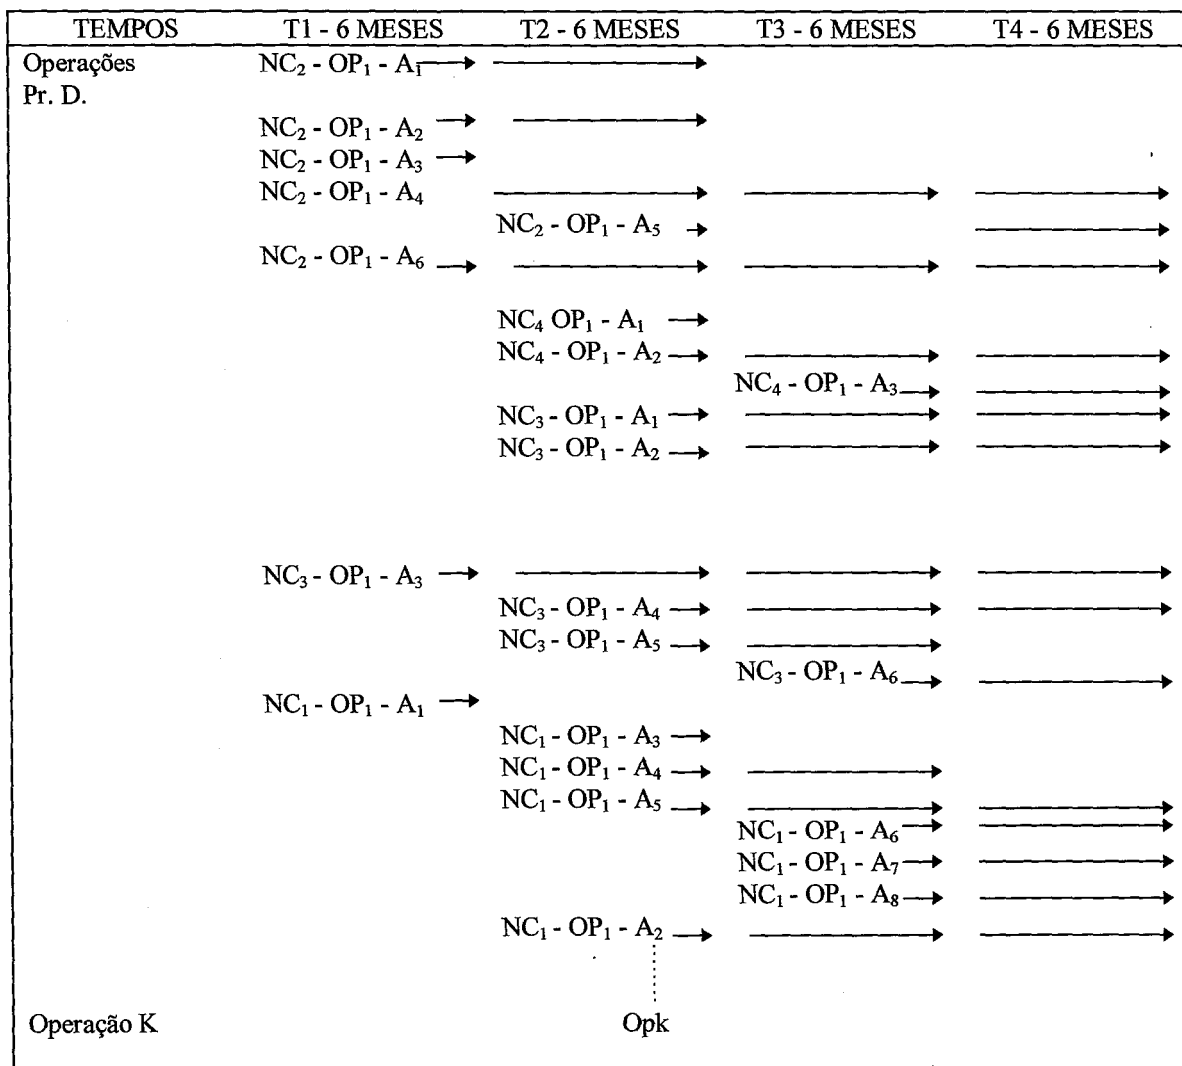 TEMPOS T1 - 6 MESES T2 - 6 MESES T3 - 6 MESES T4 - 6 MESES
Operações NC₂ - OP₁ - A₁
Pr. D.
NC₂ - OP₁ - A₂
NC₂ - OP₁ - A₃
NC₂ - OP₁ - A₄
NC₂ - OP₁ - A₅
NC₂ - OP₁ - A₆
NC₄ OP₁ - A₁
NC₄ - OP₁ - A₂
NC₄ - OP₁ - A₃
NC₃ - OP₁ - A₁
NC₃ - OP₁ - A₂
NC₃ - OP₁ - A₃
NC₃ - OP₁ - A₄
NC₃ - OP₁ - A₅
NC₃ - OP₁ - A₆
NC₁ - OP₁ - A₁
NC₁ - OP₁ - A₃
NC₁ - OP₁ - A₄
NC₁ - OP₁ - A₅
NC₁ - OP₁ - A₆
NC₁ - OP₁ - A₇
NC₁ - OP₁ - A₈
NC₁ - OP₁ - A₂
Operação K Opk